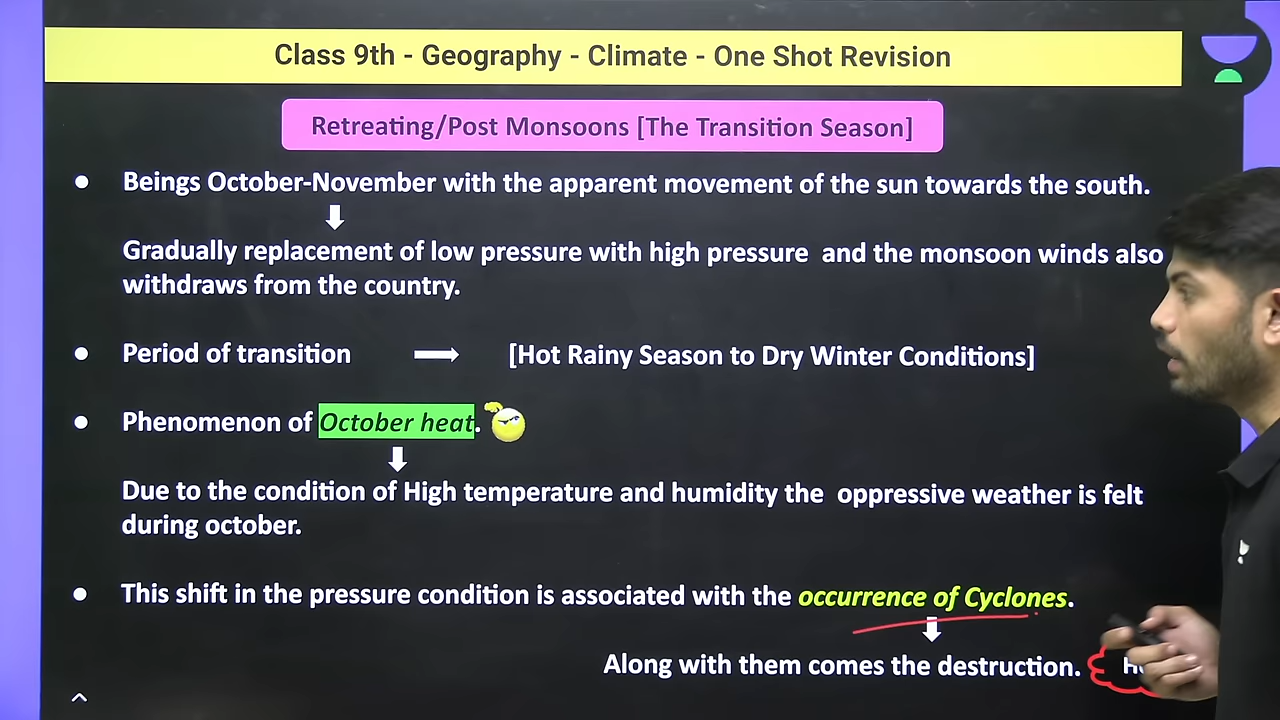 Class 9th - Geography - Climate - One Shot Revision
Retreating/Post Monsoons [The Transition Season]
● Beings October-November with the apparent movement of the sun towards the south.
Gradually replacement of low pressure with high pressure and the monsoon winds also
withdraws from the country.
● Period of transition [Hot Rainy Season to Dry Winter Conditions]
● Phenomenon of October heat.
Due to the condition of High temperature and humidity the oppressive weather is felt
during october.
● This shift in the pressure condition is associated with the occurrence of Cyclones.
Along with them comes the destruction.